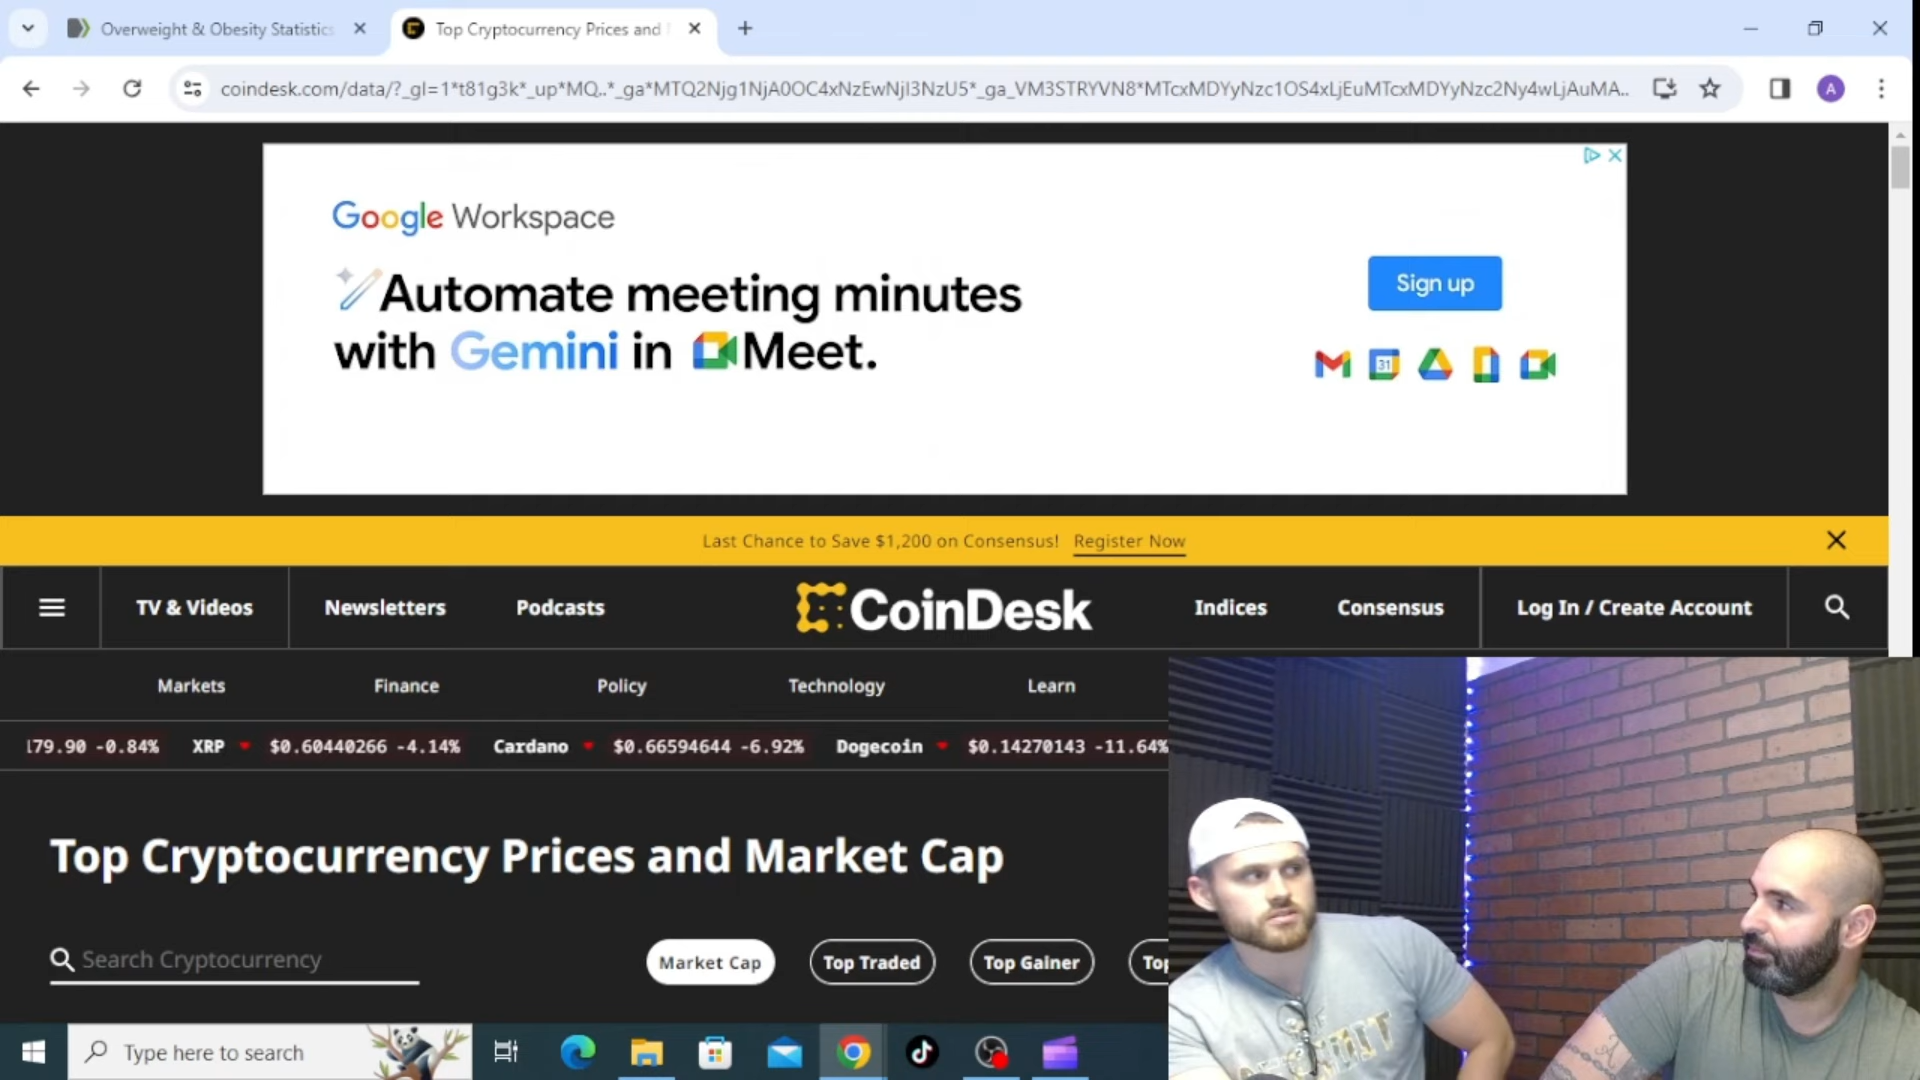 Overweight & Obesity Statistics
Top Cryptocurrency Prices and
coindesk.com/data/?_gl=1*t81g3k*_up*MQ..*_ga*MTQ2Njg1NjA0OC4xNzEwNjI3NzU5*_ga_VM3STRYVN8*MTcxMDYyNzc1OS4xLjEuMTcxMDYyNzc2Ny4wLjAuMA..
A
Google Workspace
Automate meeting minutes
with Gemini in Meet.
Sign up
31
Last Chance to Save $1,200 on Consensus! Register Now
TV & Videos
Newsletters
Podcasts
CoinDesk
Indices
Consensus
Log In / Create Account
Markets
Finance
Policy
Technology
Learn
179.90 -0.84% XRP $0.60440266 -4.14% Cardano $0.66594644 -6.92% Dogecoin $0.14270143 -11.64%
Top Cryptocurrency Prices and Market Cap
Search Cryptocurrency
Market Cap
Top Traded
Top Gainer
Top
Type here to search